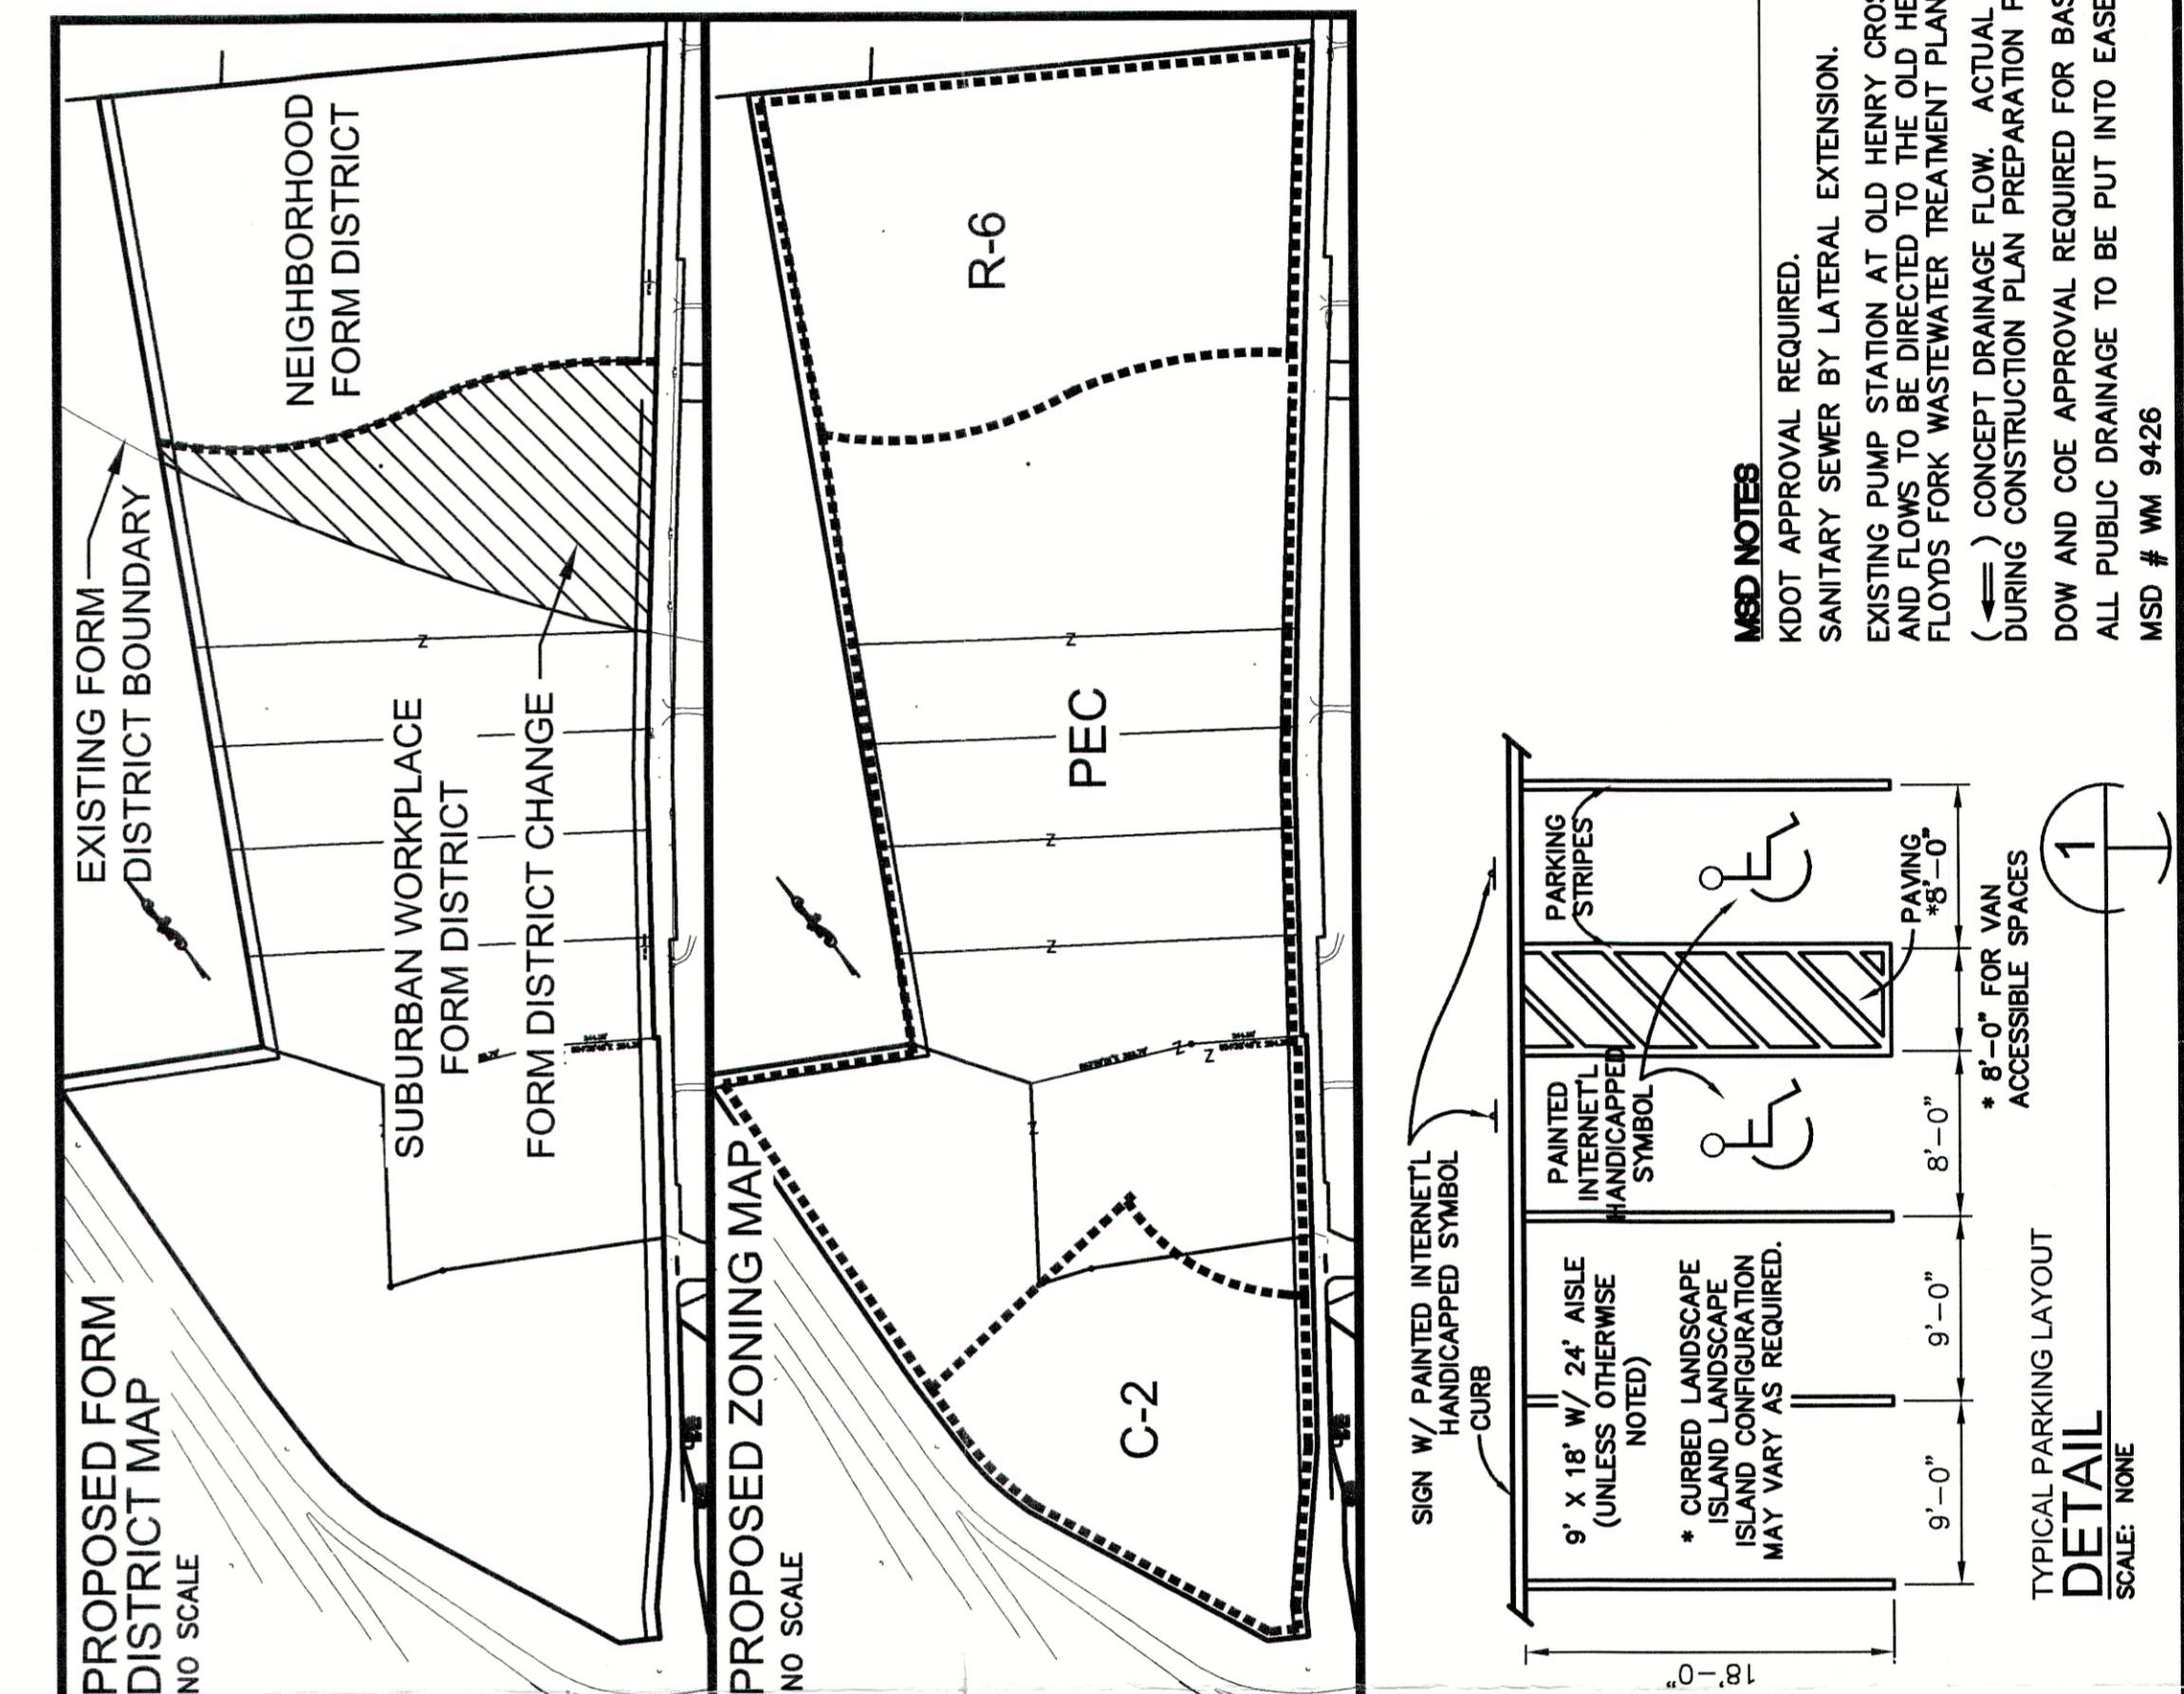 PROPOSED FORM
DISTRICT MAP
NO SCALE
EXISTING FORM
DISTRICT BOUNDARY
NEIGHBORHOOD
FORM DISTRICT
SUBURBAN WORKPLACE
FORM DISTRICT
FORM DISTRICT CHANGE
Z
PROPOSED ZONING MAP
NO SCALE
R-6
PEC
C-2
Z
Z
Z
Z
Z
Z
SIGN W/ PAINTED INTERNET'L
HANDICAPPED SYMBOL
CURB
9' X 18' W/ 24' AISLE
(UNLESS OTHERWISE
NOTED)
* CURBED LANDSCAPE
ISLAND LANDSCAPE
ISLAND CONFIGURATION
MAY VARY AS REQUIRED.
PAINTED
INTERNET'L
HANDICAPPED
SYMBOL
PARKING
STRIPES
PAVING
18'-0"
9'-0"
9'-0"
8'-0"
*8'-0"
* 8'-0" FOR VAN
ACCESSIBLE SPACES
TYPICAL PARKING LAYOUT
DETAIL
SCALE: NONE
1
MSD NOTES
KDOT APPROVAL REQUIRED.
SANITARY SEWER BY LATERAL EXTENSION.
EXISTING PUMP STATION AT OLD HENRY CROS
AND FLOWS TO BE DIRECTED TO THE OLD HE
FLOYDS FORK WASTEWATER TREATMENT PLAN
( ) CONCEPT DRAINAGE FLOW. ACTUAL
DURING CONSTRUCTION PLAN PREPARATION
DOW AND COE APPROVAL REQUIRED FOR BAS
ALL PUBLIC DRAINAGE TO BE PUT INTO EASE
MSD # WM 9426